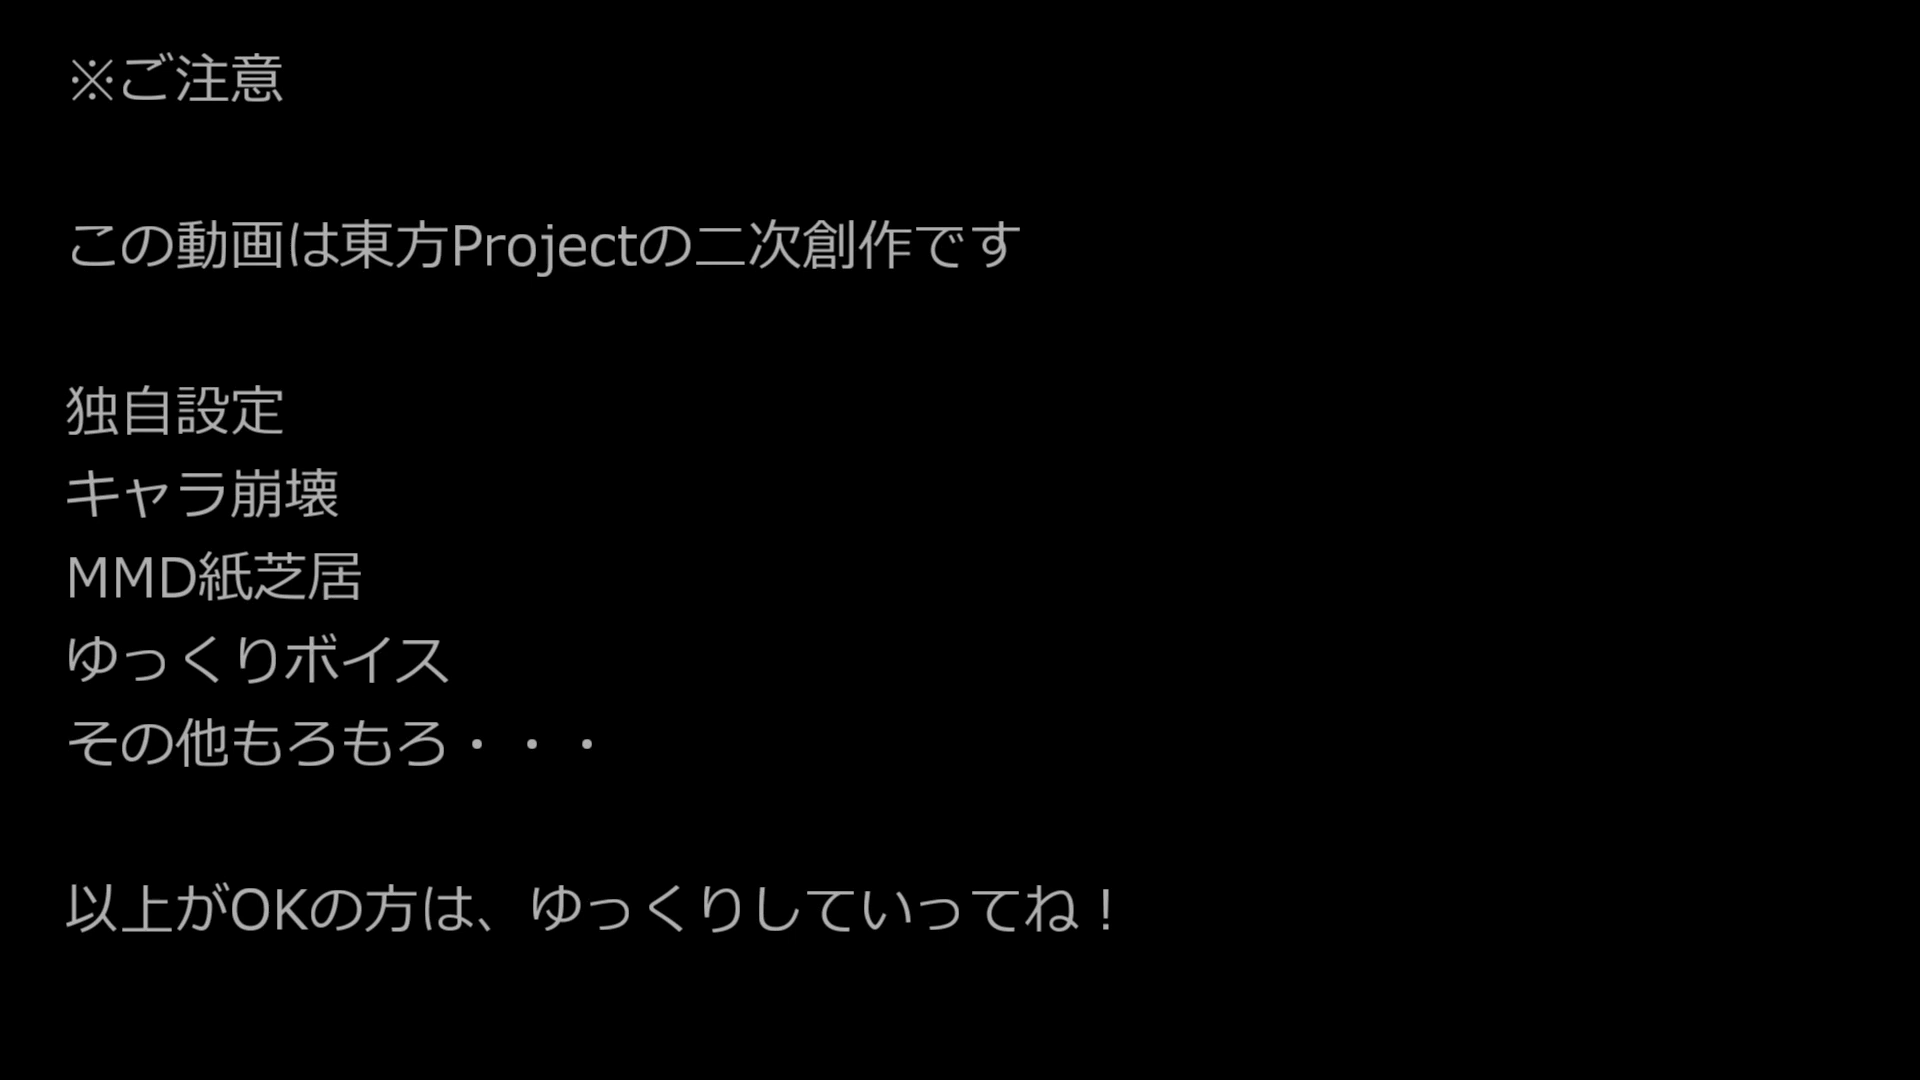 ※ご注意
この動画は東方Projectの二次創作です
独自設定
キャラ崩壊
MMD紙芝居
ゆっくりボイス
その他もろもろ・・・
以上がOKの方は、ゆっくりしていってね！